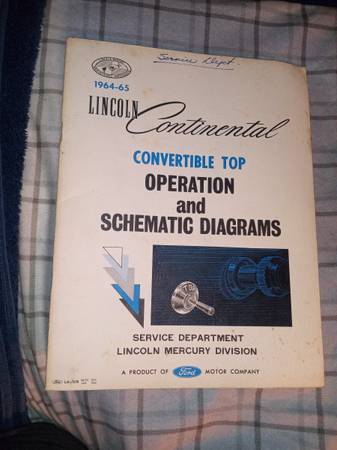 Service Dept.
1964-65
LINCOLN Continental
CONVERTIBLE TOP
OPERATION
and
SCHEMATIC DIAGRAMS
SERVICE DEPARTMENT
LINCOLN MERCURY DIVISION
A PRODUCT OF Ford MOTOR COMPANY